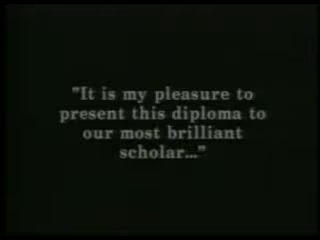 "It is my pleasure to
present this diploma to
our most brilliant
scholar..."